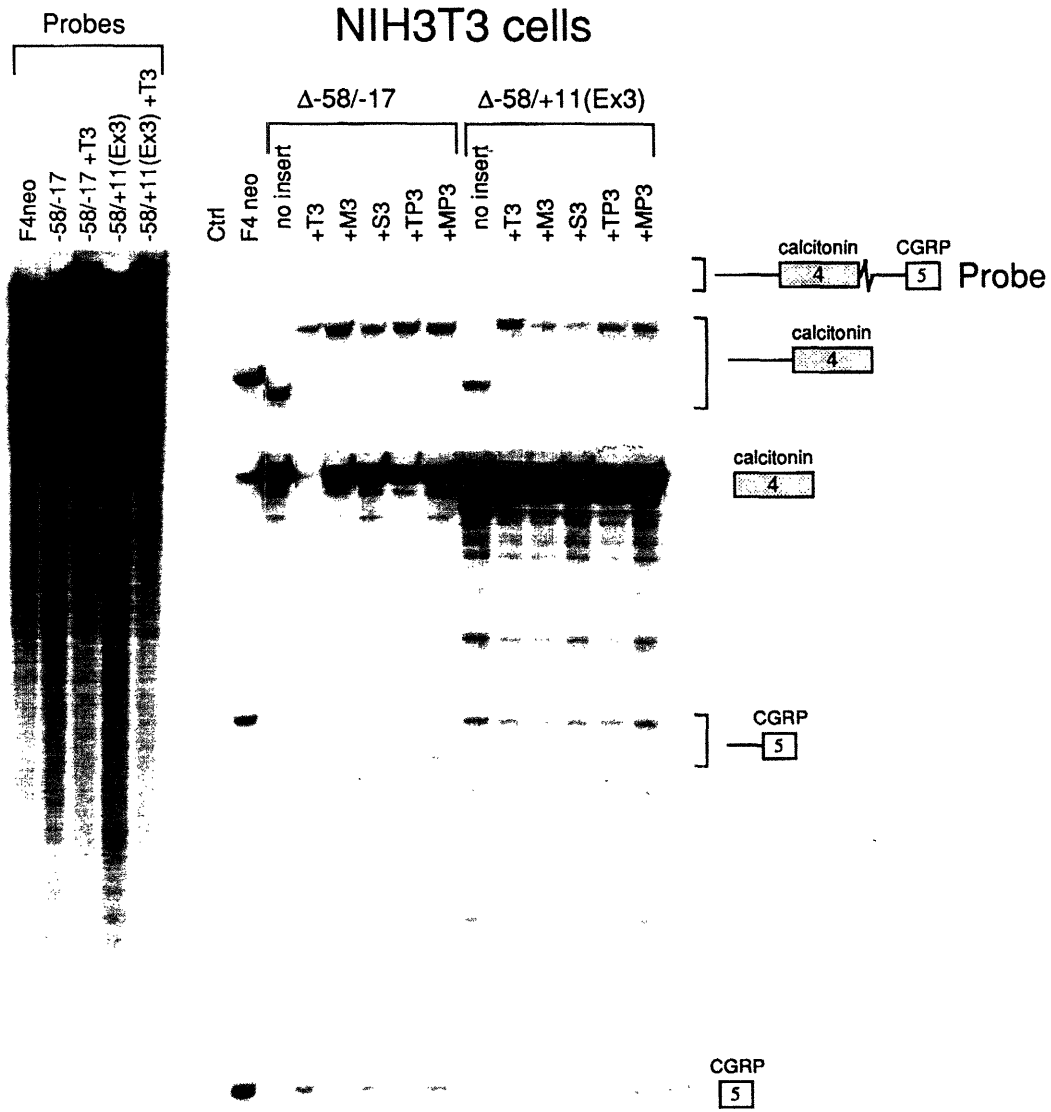 Probes
NIH3T3 cells
F4neo
-58/-17
-58/-17 +T3
-58/+11(Ex3)
-58/+11(Ex3) +T3
Δ-58/-17
Δ-58/+11(Ex3)
Ctrl
F4 neo
no insert
+T3
+M3
+S3
+TP3
+MP3
no insert
+T3
+M3
+S3
+TP3
+MP3
calcitonin CGRP
4 5 Probe
calcitonin
4
calcitonin
4
CGRP
5
CGRP
5